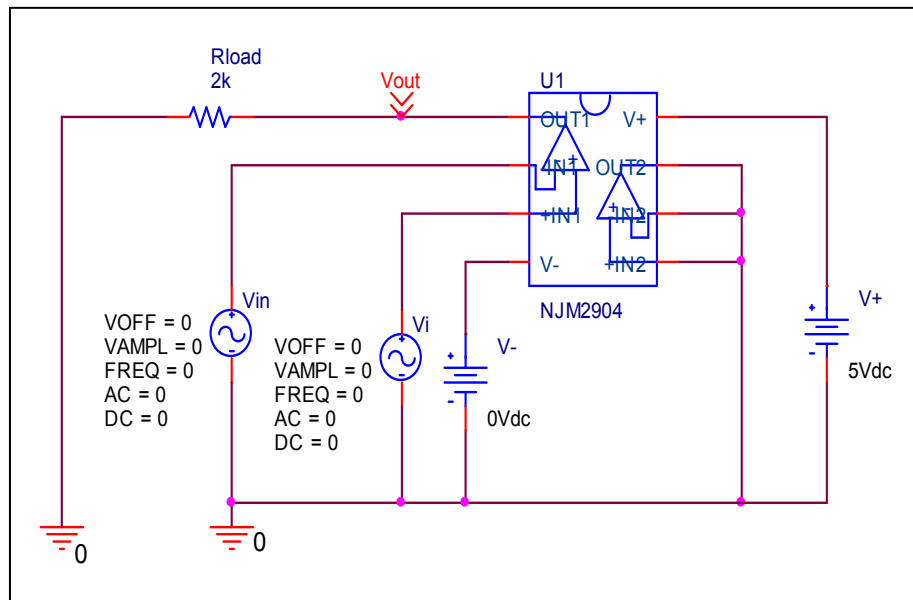 Rload
2k
Vout
U1
OUT1
V+
-IN1
OUT2
+IN1
-IN2
V-
+IN2
NJM2904
Vin
VOFF = 0
VAMPL = 0
FREQ = 0
AC = 0
DC = 0
Vi
VOFF = 0
VAMPL = 0
FREQ = 0
AC = 0
DC = 0
V-
0Vdc
V+
5Vdc
0
0